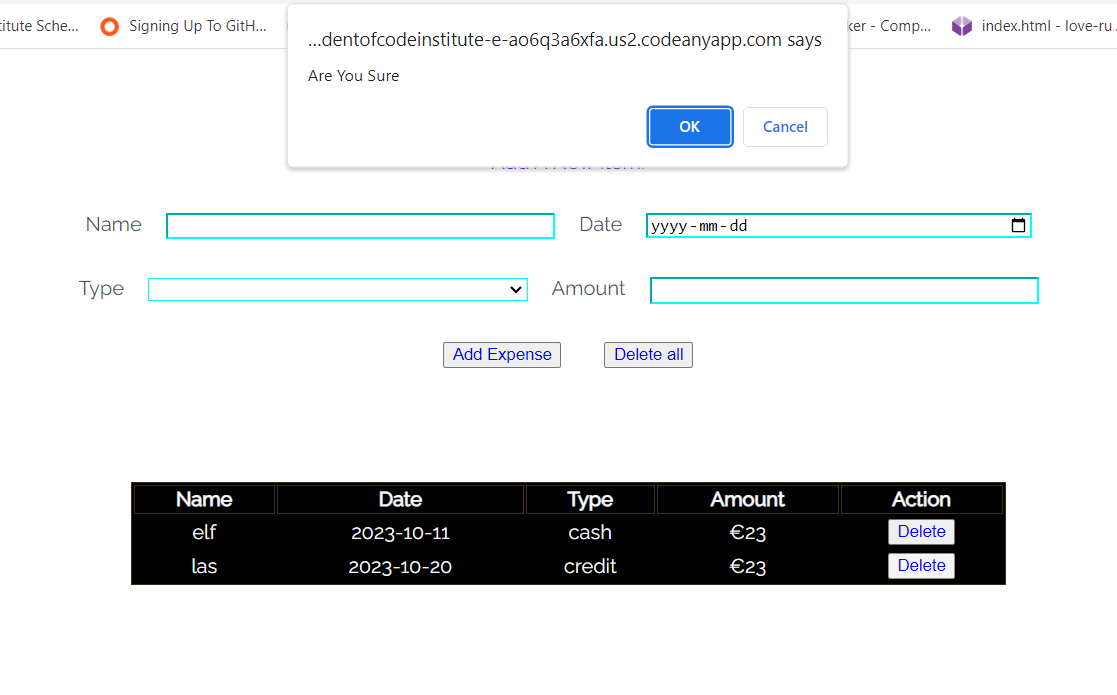 titute Sche... Signing Up To GitH... ker - Comp... index.html - love-ru...
...dentofcodeinstitute-e-ao6q3a6xfa.us2.codeanyapp.com says
Are You Sure
OK Cancel
Name Date yyyy-mm-dd
Type Amount
Add Expense Delete all
Name Date Type Amount Action
elf 2023-10-11 cash €23 Delete
las 2023-10-20 credit €23 Delete